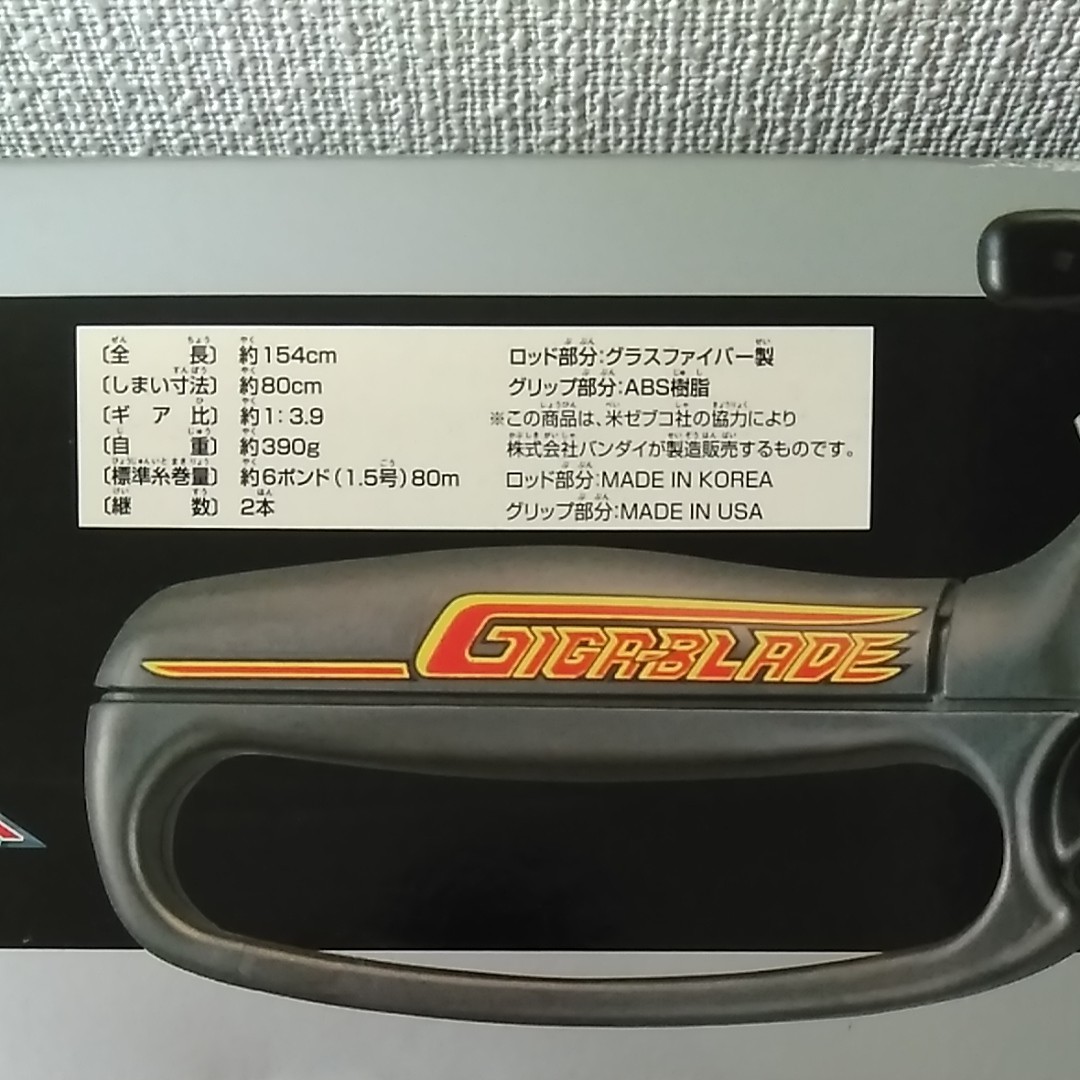 〔全長〕 約154cm
〔しまい寸法〕 約80cm
〔ギア比〕 約1:3.9
〔自重〕 約390g
〔標準糸巻量〕 約6ポンド(1.5号)80m
〔継数〕 2本
ロッド部分:グラスファイバー製
グリップ部分:ABS樹脂
※この商品は、米ゼブコ社の協力により
株式会社バンダイが製造販売するものです。
ロッド部分:MADE IN KOREA
グリップ部分:MADE IN USA
GIGA-BLADE